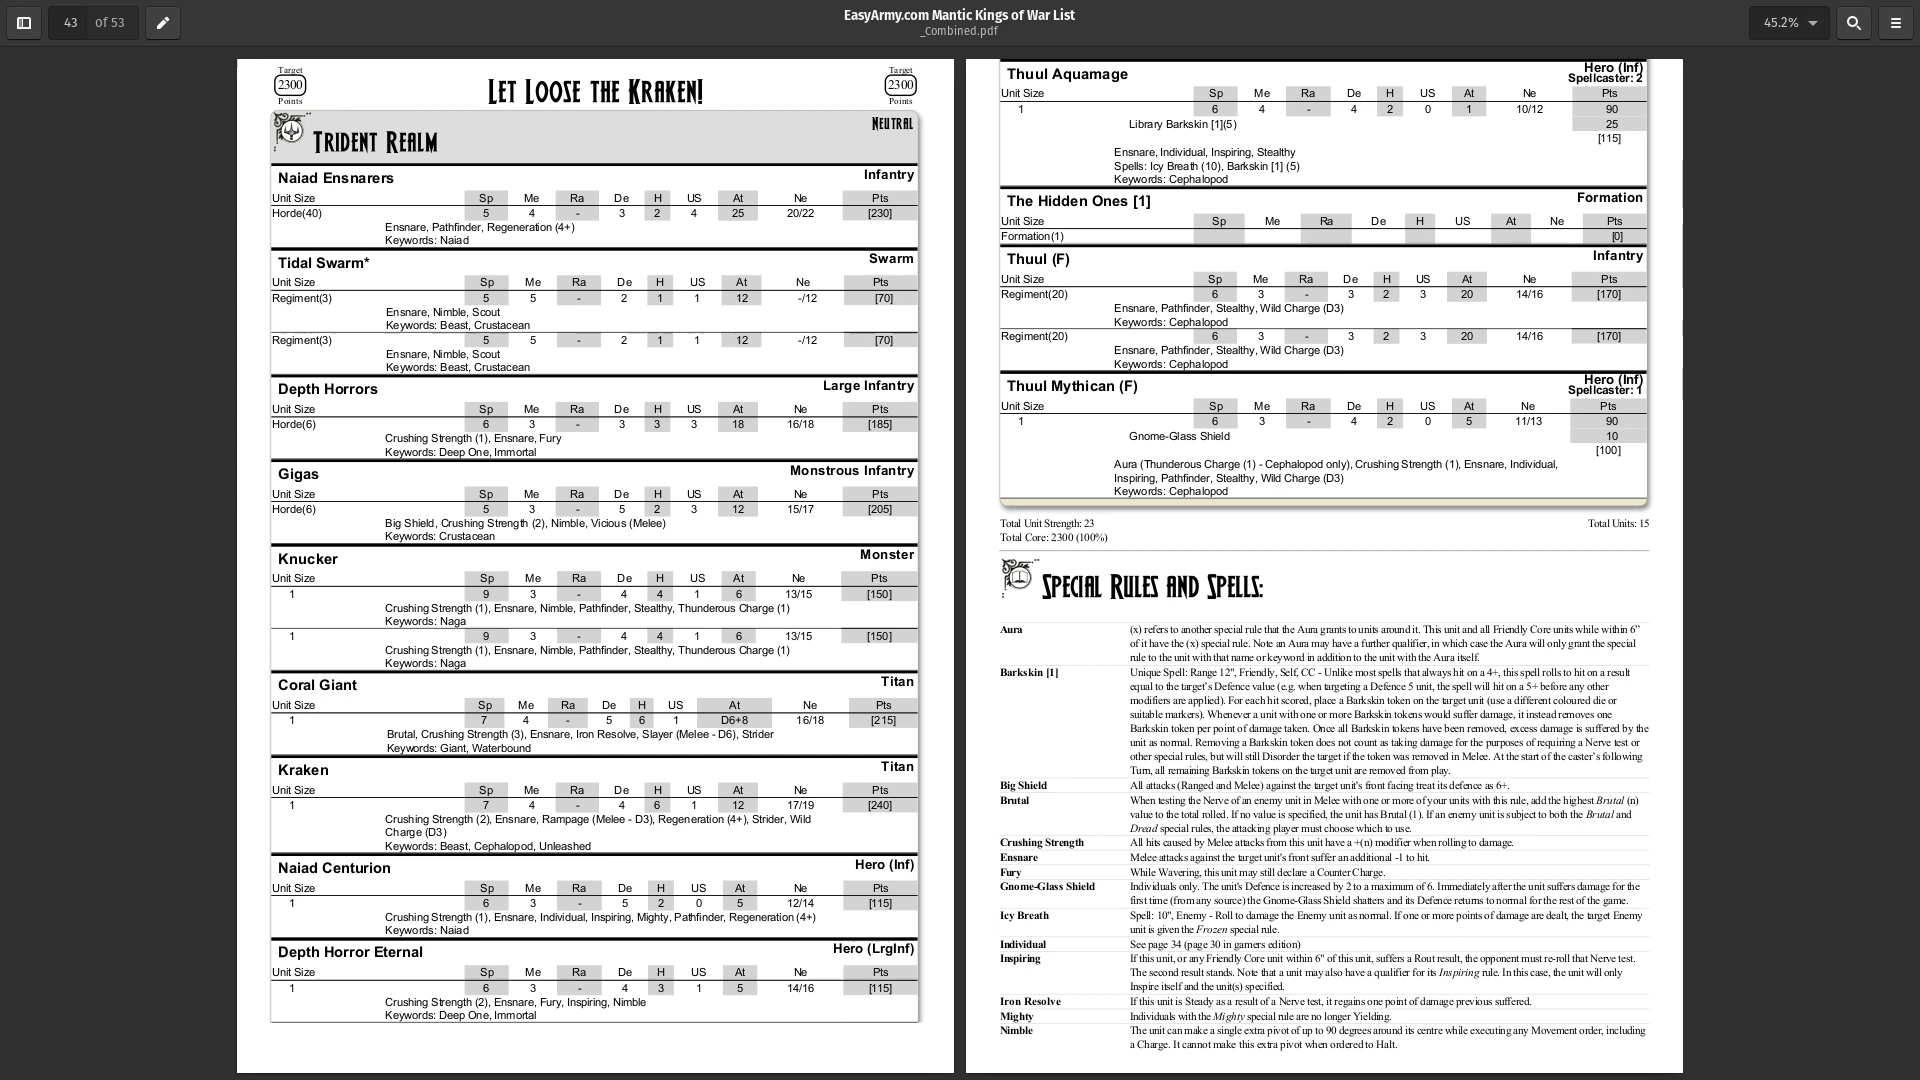 43 of 53
EasyArmy.com Mantic Kings of War List
_Combined.pdf
45.2%
Target
2300
Points
LET LOOSE THE KRAKEN!
Target
2300
Points
TRIDENT REALM
NEUTRAL
Naiad Ensnarers Infantry
Unit Size Sp Me Ra De H US At Ne Pts
Horde(40) 5 4 - 3 2 4 25 20/22 [230]
Ensnare, Pathfinder, Regeneration (4+)
Keywords: Naiad
Tidal Swarm* Swarm
Unit Size Sp Me Ra De H US At Ne Pts
Regiment(3) 5 5 - 2 1 1 12 -/12 [70]
Ensnare, Nimble, Scout
Keywords: Beast, Crustacean
Regiment(3) 5 5 - 2 1 1 12 -/12 [70]
Ensnare, Nimble, Scout
Keywords: Beast, Crustacean
Depth Horrors Large Infantry
Unit Size Sp Me Ra De H US At Ne Pts
Horde(6) 6 3 - 3 3 3 18 16/18 [185]
Crushing Strength (1), Ensnare, Fury
Keywords: Deep One, Immortal
Gigas Monstrous Infantry
Unit Size Sp Me Ra De H US At Ne Pts
Horde(6) 5 3 - 5 2 3 12 15/17 [205]
Big Shield, Crushing Strength (2), Nimble, Vicious (Melee)
Keywords: Crustacean
Knucker Monster
Unit Size Sp Me Ra De H US At Ne Pts
1 9 3 - 4 4 1 6 13/15 [150]
Crushing Strength (1), Ensnare, Nimble, Pathfinder, Stealthy, Thunderous Charge (1)
Keywords: Naga
1 9 3 - 4 4 1 6 13/15 [150]
Crushing Strength (1), Ensnare, Nimble, Pathfinder, Stealthy, Thunderous Charge (1)
Keywords: Naga
Coral Giant Titan
Unit Size Sp Me Ra De H US At Ne Pts
1 7 4 - 5 6 1 D6+8 16/18 [215]
Brutal, Crushing Strength (3), Ensnare, Iron Resolve, Slayer (Melee - D6), Strider
Keywords: Giant, Waterbound
Kraken Titan
Unit Size Sp Me Ra De H US At Ne Pts
1 7 4 - 4 6 1 12 17/19 [240]
Crushing Strength (2), Ensnare, Rampage (Melee - D3), Regeneration (4+), Strider, Wild
Charge (D3)
Keywords: Beast, Cephalopod, Unleashed
Naiad Centurion Hero (Inf)
Unit Size Sp Me Ra De H US At Ne Pts
1 6 3 - 5 2 0 5 12/14 [115]
Crushing Strength (1), Ensnare, Individual, Inspiring, Mighty, Pathfinder, Regeneration (4+)
Keywords: Naiad
Depth Horror Eternal Hero (LrgInf)
Unit Size Sp Me Ra De H US At Ne Pts
1 6 3 - 4 3 1 5 14/16 [115]
Crushing Strength (2), Ensnare, Fury, Inspiring, Nimble
Keywords: Deep One, Immortal
Thuul Aquamage Hero (Inf)
Spellcaster: 2
Unit Size Sp Me Ra De H US At Ne Pts
1 6 4 - 4 2 0 1 10/12 90
Library Barkskin [1](5) 25
[115]
Ensnare, Individual, Inspiring, Stealthy
Spells: Icy Breath (10), Barkskin [1] (5)
Keywords: Cephalopod
The Hidden Ones [1] Formation
Unit Size Sp Me Ra De H US At Ne Pts
Formation(1) [0]
Thuul (F) Infantry
Unit Size Sp Me Ra De H US At Ne Pts
Regiment(20) 6 3 - 3 2 3 20 14/16 [170]
Ensnare, Pathfinder, Stealthy, Wild Charge (D3)
Keywords: Cephalopod
Regiment(20) 6 3 - 3 2 3 20 14/16 [170]
Ensnare, Pathfinder, Stealthy, Wild Charge (D3)
Keywords: Cephalopod
Thuul Mythican (F) Hero (Inf)
Spellcaster: 1
Unit Size Sp Me Ra De H US At Ne Pts
1 6 3 - 4 2 0 5 11/13 90
Gnome-Glass Shield 10
[100]
Aura (Thunderous Charge (1) - Cephalopod only), Crushing Strength (1), Ensnare, Individual,
Inspiring, Pathfinder, Stealthy, Wild Charge (D3)
Keywords: Cephalopod
Total Unit Strength: 23 Total Units: 15
Total Core: 2300 (100%)
SPECIAL RULES AND SPELLS:
Aura (x) refers to another special rule that the Aura grants to units around it. This unit and all Friendly Core units while within 6"
of it have the (x) special rule. Note an Aura may have a further qualifier, in which case the Aura will only grant the special
rule to the unit with that name or keyword in addition to the unit with the Aura itself.
Barkskin [1] Unique Spell: Range 12", Friendly, Self, CC - Unlike most spells that always hit on a 4+, this spell rolls to hit on a result
equal to the target's Defence value (e.g. when targeting a Defence 5 unit, the spell will hit on a 5+ before any other
modifiers are applied). For each hit scored, place a Barkskin token on the target unit (use a different coloured die or
suitable markers). Whenever a unit with one or more Barkskin tokens would suffer damage, it instead removes one
Barkskin token per point of damage taken. Once all Barkskin tokens have been removed, excess damage is suffered by the
unit as normal. Removing a Barkskin token does not count as taking damage for the purposes of requiring a Nerve test or
other special rules, but will still Disorder the target if the token was removed in Melee. At the start of the caster's following
Turn, all remaining Barkskin tokens on the target unit are removed from play.
Big Shield All attacks (Ranged and Melee) against the target unit's front facing treat its defence as 6+.
Brutal When testing the Nerve of an enemy unit in Melee with one or more of your units with this rule, add the highest Brutal (n)
value to the total rolled. If no value is specified, the unit has Brutal (1). If an enemy unit is subject to both the Brutal and
Dread special rules, the attacking player must choose which to use.
Crushing Strength All hits caused by Melee attacks from this unit have a +(n) modifier when rolling to damage.
Ensnare Melee attacks against the target unit's front suffer an additional -1 to hit.
Fury While Wavering, this unit may still declare a Counter Charge.
Gnome-Glass Shield Individuals only. The unit's Defence is increased by 2 to a maximum of 6. Immediately after the unit suffers damage for the
first time (from any source) the Gnome-Glass Shield shatters and its Defence returns to normal for the rest of the game.
Icy Breath Spell: 10", Enemy - Roll to damage the Enemy unit as normal. If one or more points of damage are dealt, the target Enemy
unit is given the Frozen special rule.
Individual See page 34 (page 30 in gamers edition)
Inspiring If this unit, or any Friendly Core unit within 6" of this unit, suffers a Rout result, the opponent must re-roll that Nerve test.
The second result stands. Note that a unit may also have a qualifier for its Inspiring rule. In this case, the unit will only
Inspire itself and the unit(s) specified.
Iron Resolve If this unit is Steady as a result of a Nerve test, it regains one point of damage previous suffered.
Mighty Individuals with the Mighty special rule are no longer Yielding.
Nimble The unit can make a single extra pivot of up to 90 degrees around its centre while executing any Movement order, including
a Charge. It cannot make this extra pivot when ordered to Halt.